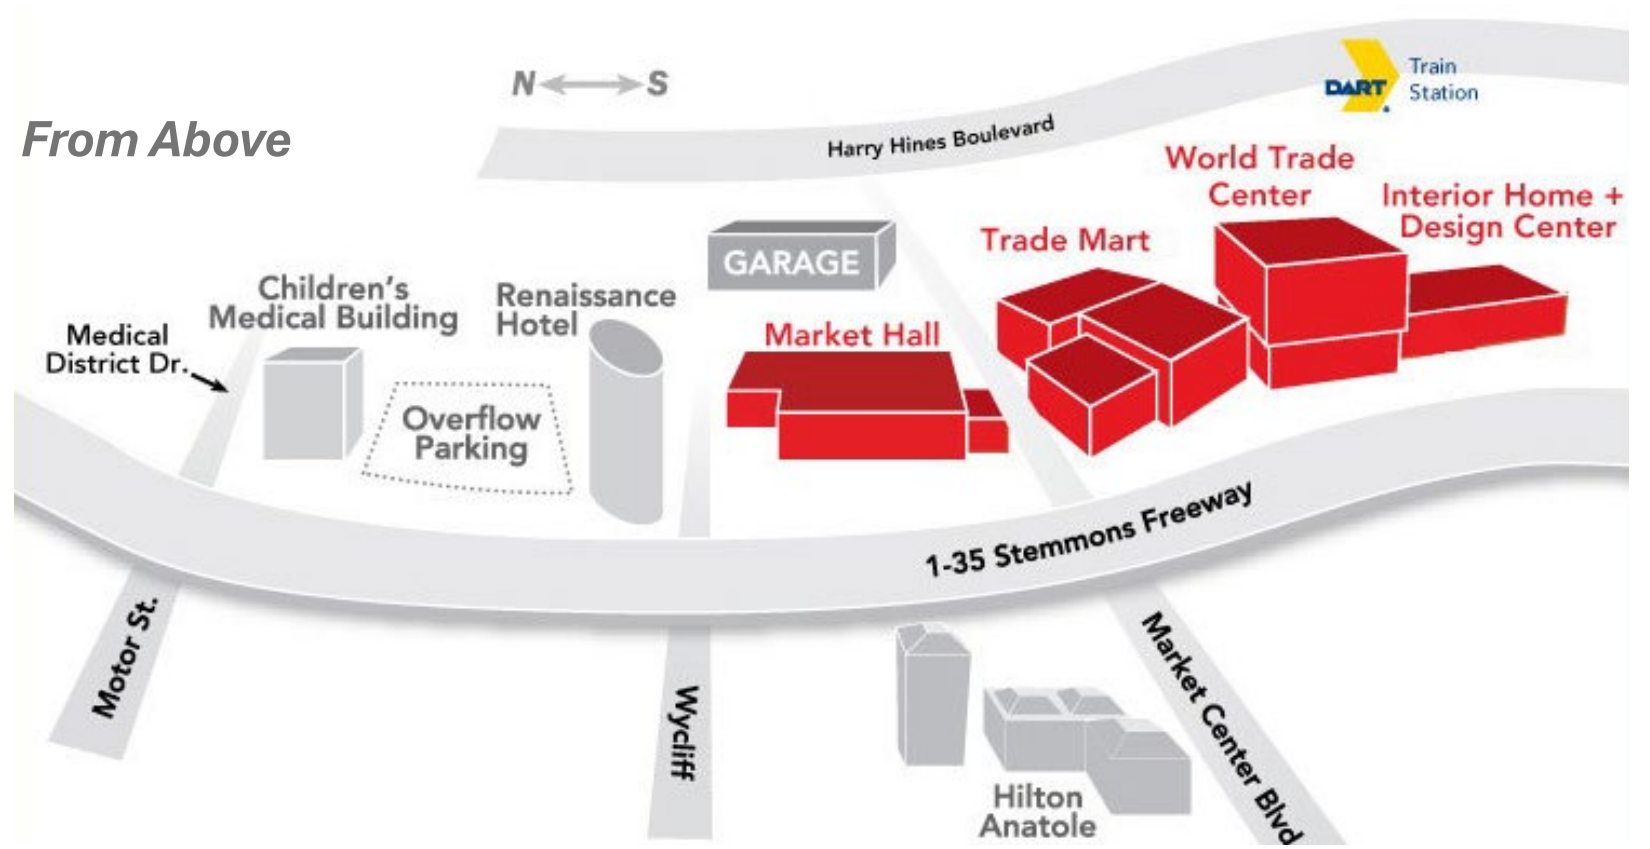 N S
From Above
Harry Hines Boulevard
DART
Train
Station
World Trade
Center
Interior Home +
Design Center
Trade Mart
GARAGE
Children's
Medical Building
Renaissance
Hotel
Medical
District Dr.
Market Hall
Overflow
Parking
1-35 Stemmons Freeway
Motor St.
Wycliff
Market Center Blvd
Hilton
Anatole